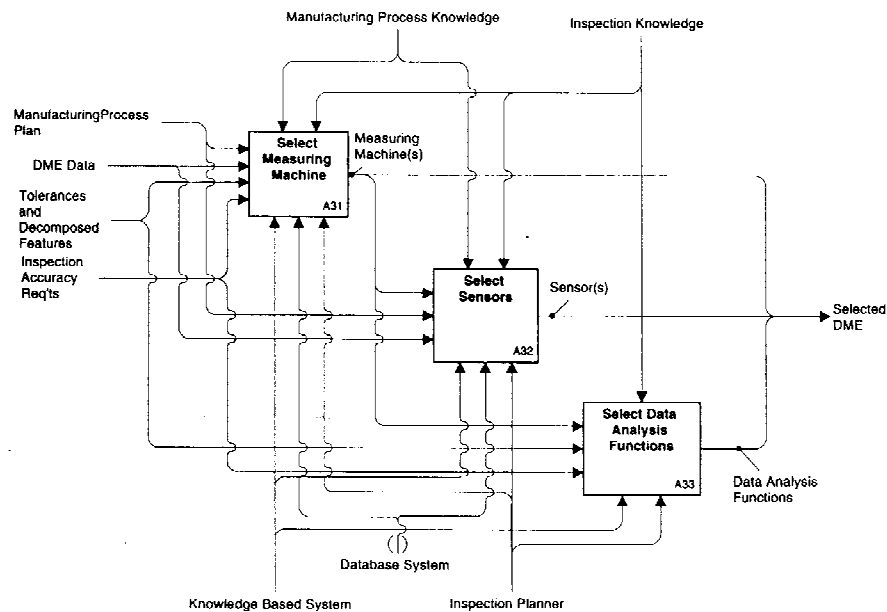 Manufacturing Process Knowledge
Inspection Knowledge
ManufacturingProcess
Plan
DME Data
Tolerances
and
Decomposed
Features
Inspection
Accuracy
Req'ts
Select
Measuring
Machine
A31
Measuring
Machine(s)
Select
Sensors
A32
Sensor(s)
Selected
DME
Select Data
Analysis
Functions
A33
Data Analysis
Functions
Database System
Knowledge Based System
Inspection Planner